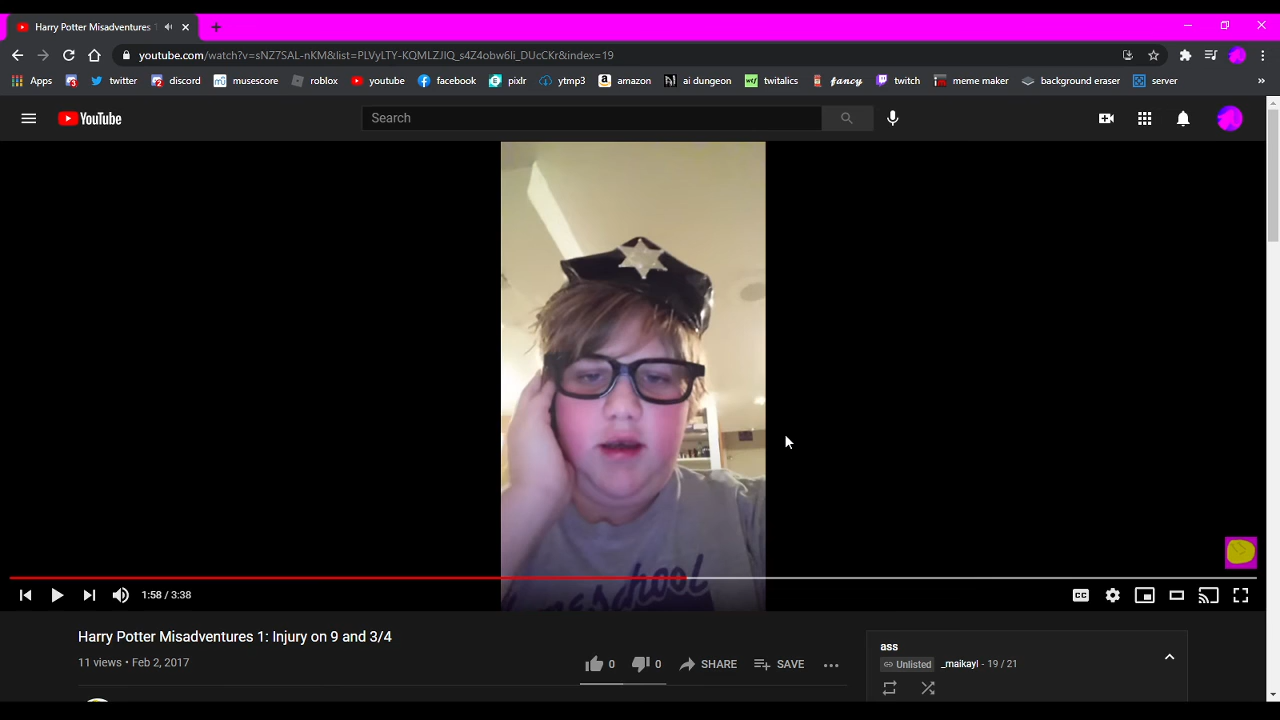 Harry Potter Misadventures 1
youtube.com/watch?v=sNZ7SAL-nKM&list=PLVyLTY-KQMLZJIQ_s4Z4obw6Ii_DUcCKr&index=19
Apps twitter discord musescore roblox youtube facebook pixlr ytmp3 amazon ai dungeon twitalics fancy twitch meme maker background eraser server
YouTube Search
1:58 / 3:38 CC
Harry Potter Misadventures 1: Injury on 9 and 3/4
11 views • Feb 2, 2017
0 0 SHARE SAVE
ass
Unlisted _maikayl - 19 / 21